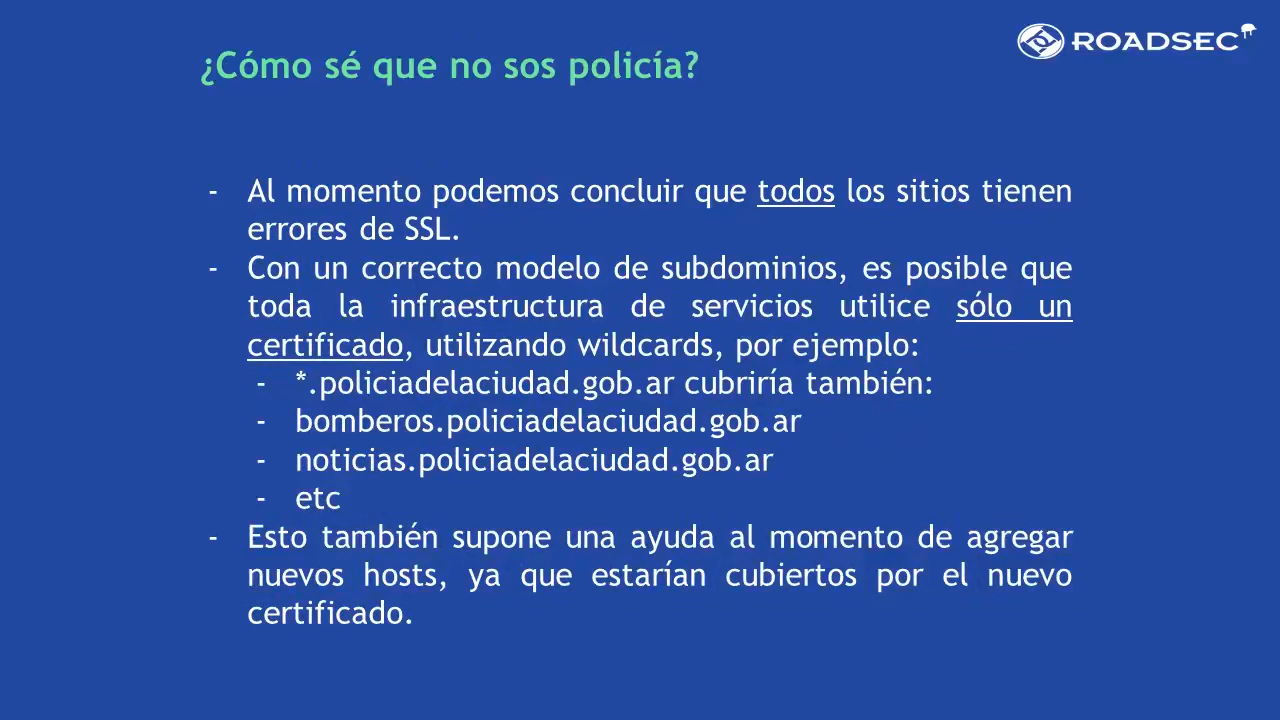 ROADSEC
¿Cómo sé que no sos policía?
- Al momento podemos concluir que todos los sitios tienen
errores de SSL.
- Con un correcto modelo de subdominios, es posible que
toda la infraestructura de servicios utilice sólo un
certificado, utilizando wildcards, por ejemplo:
- *.policiadelaciudad.gob.ar cubriría también:
- bomberos.policiadelaciudad.gob.ar
- noticias.policiadelaciudad.gob.ar
- etc
- Esto también supone una ayuda al momento de agregar
nuevos hosts, ya que estarían cubiertos por el nuevo
certificado.